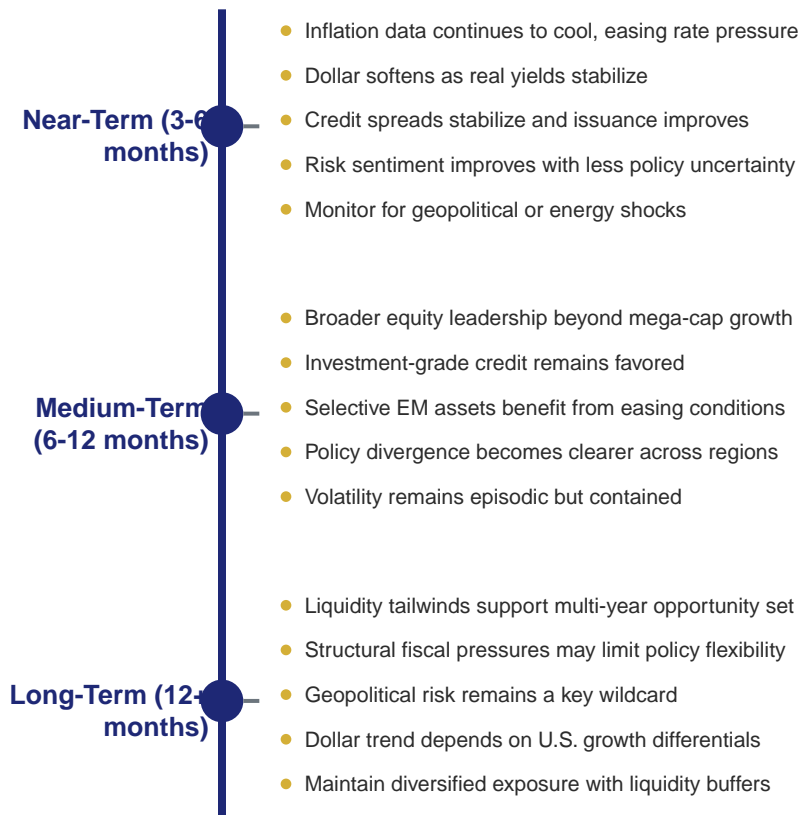 Near-Term (3-6
months)
Inflation data continues to cool, easing rate pressure
Dollar softens as real yields stabilize
Credit spreads stabilize and issuance improves
Risk sentiment improves with less policy uncertainty
Monitor for geopolitical or energy shocks
Medium-Term
(6-12 months)
Broader equity leadership beyond mega-cap growth
Investment-grade credit remains favored
Selective EM assets benefit from easing conditions
Policy divergence becomes clearer across regions
Volatility remains episodic but contained
Long-Term (12+
months)
Liquidity tailwinds support multi-year opportunity set
Structural fiscal pressures may limit policy flexibility
Geopolitical risk remains a key wildcard
Dollar trend depends on U.S. growth differentials
Maintain diversified exposure with liquidity buffers